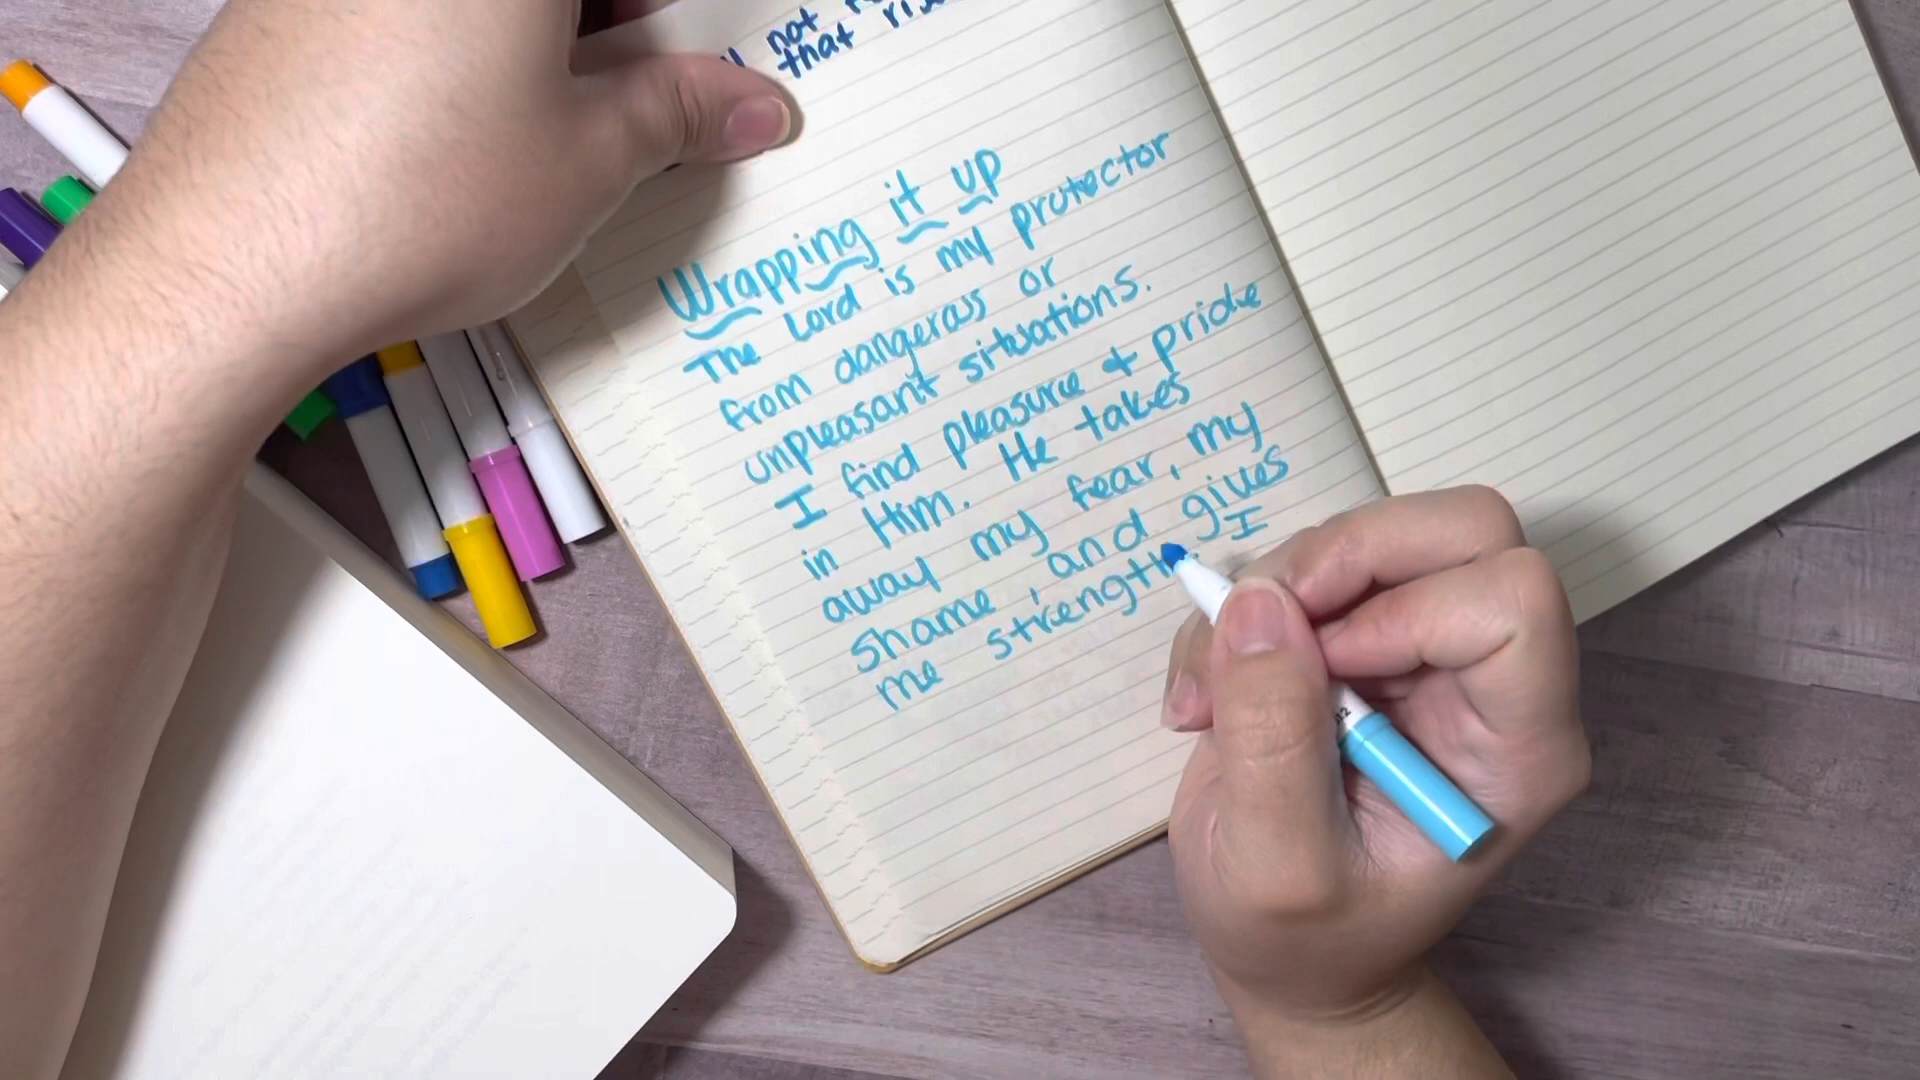 not
that
Wrapping it up
The Lord is my protector
from dangerous or
unpleasant situations.
I find pleasure & pride
in Him. He takes
away my fear, my
shame, and gives
me strength. I